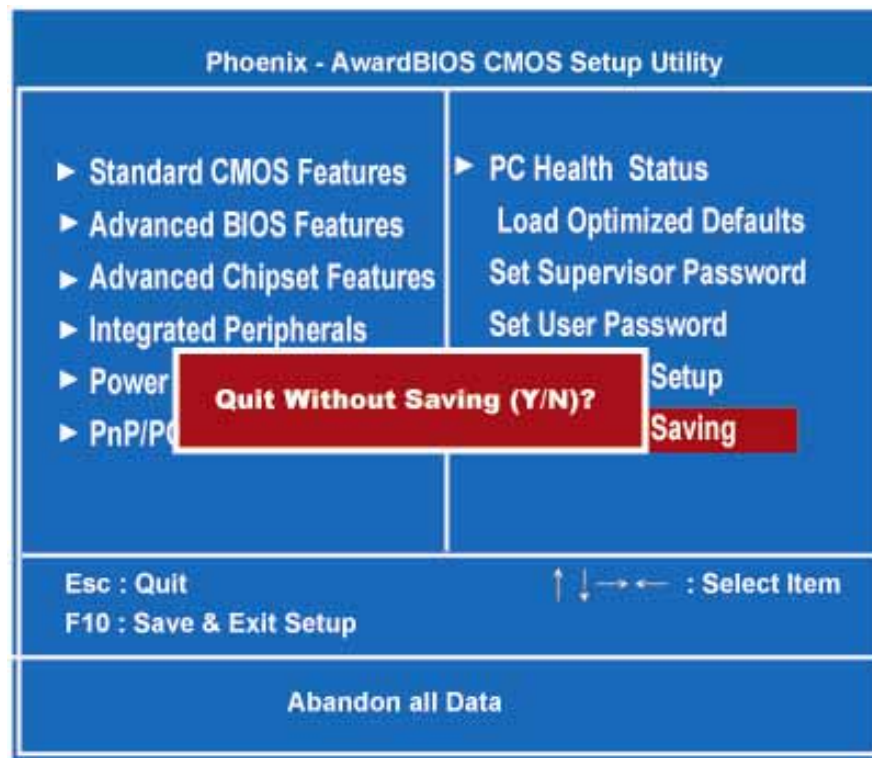 Phoenix - AwardBIOS CMOS Setup Utility
► Standard CMOS Features
► Advanced BIOS Features
► Advanced Chipset Features
► Integrated Peripherals
► Power
► PnP/PC
► PC Health Status
Load Optimized Defaults
Set Supervisor Password
Set User Password
Setup
Saving
Quit Without Saving (Y/N)?
Esc : Quit
↑ ↓ → ← : Select Item
F10 : Save & Exit Setup
Abandon all Data